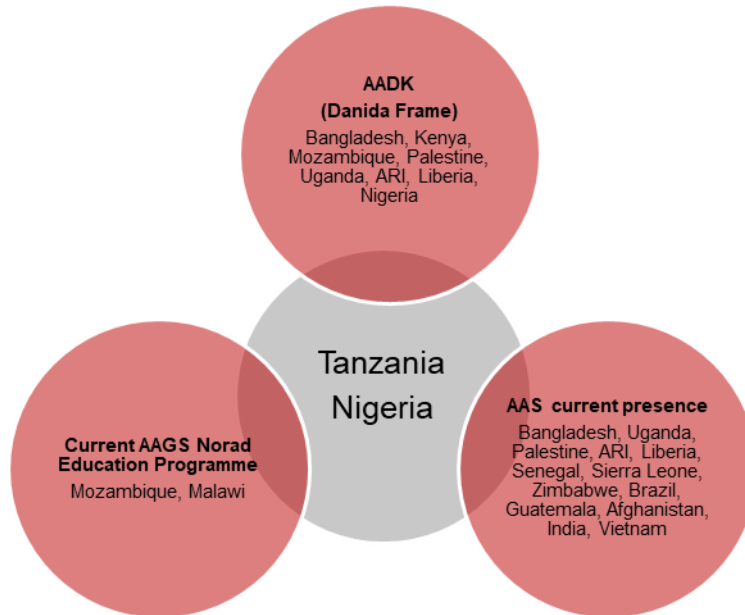 AADK
(Danida Frame)
Bangladesh, Kenya,
Mozambique, Palestine,
Uganda, ARI, Liberia,
Nigeria
Tanzania
Nigeria
Current AAGS Norad
Education Programme
Mozambique, Malawi
AAS current presence
Bangladesh, Uganda,
Palestine, ARI, Liberia,
Senegal, Sierra Leone,
Zimbabwe, Brazil,
Guatemala, Afghanistan,
India, Vietnam